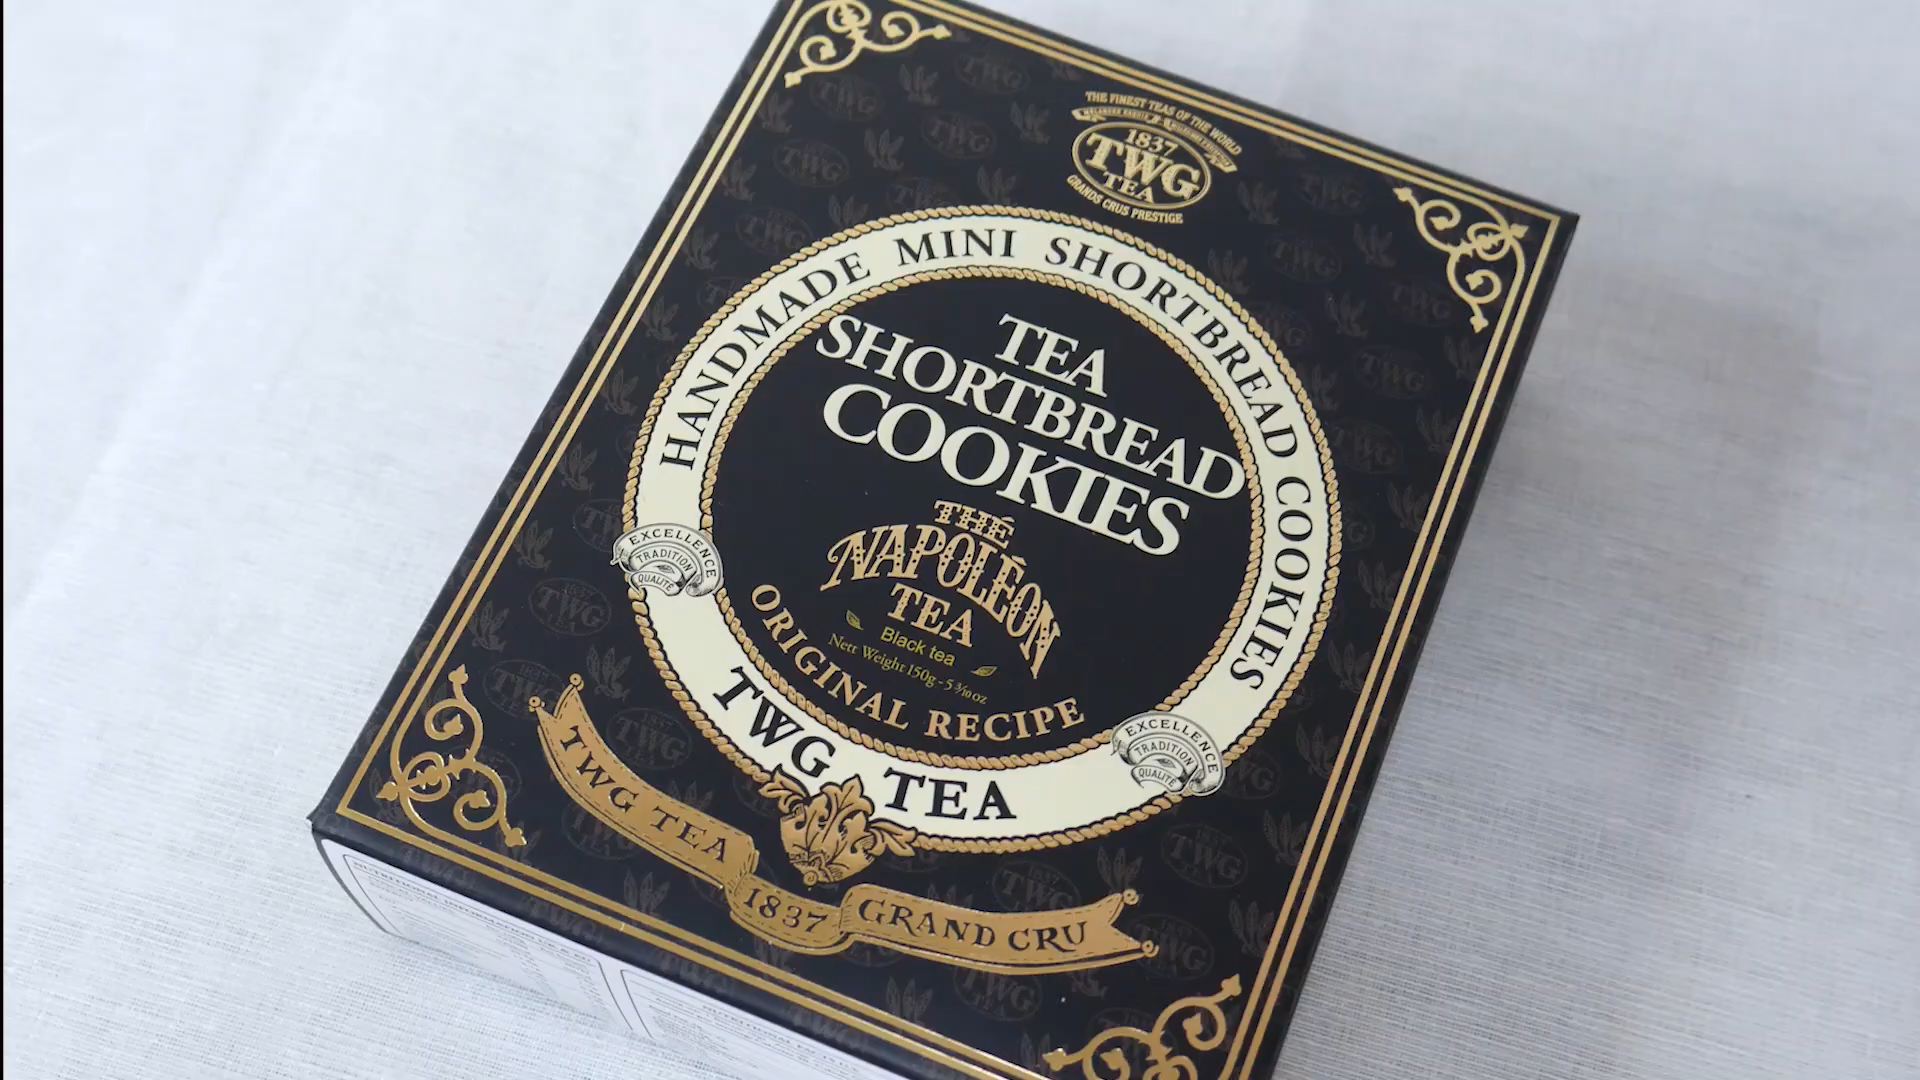 THE FINEST TEAS OF THE WORLD
1837
TWG
TEA
GRANDS CRUS PRESTIGE
HANDMADE MINI SHORTBREAD COOKIES
TEA
SHORTBREAD
COOKIES
THÉ
NAPOLÉON
TEA
Black tea
Nett Weight 150g - 5 3/10 oz
ORIGINAL RECIPE
EXCELLENCE
TRADITION
QUALITÉ
EXCELLENCE
TRADITION
QUALITÉ
TWG TEA
TWG TEA
1837
GRAND CRU